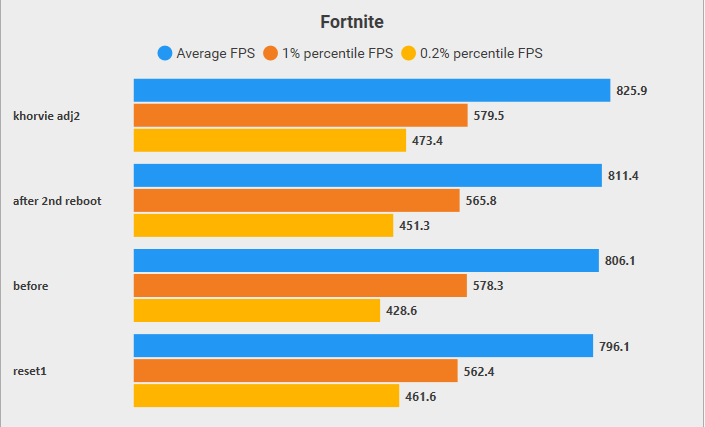 Fortnite
Average FPS 1% percentile FPS 0.2% percentile FPS
825.9
khorvie adj2 579.5
473.4
811.4
after 2nd reboot 565.8
451.3
806.1
before 578.3
428.6
796.1
reset1 562.4
461.6